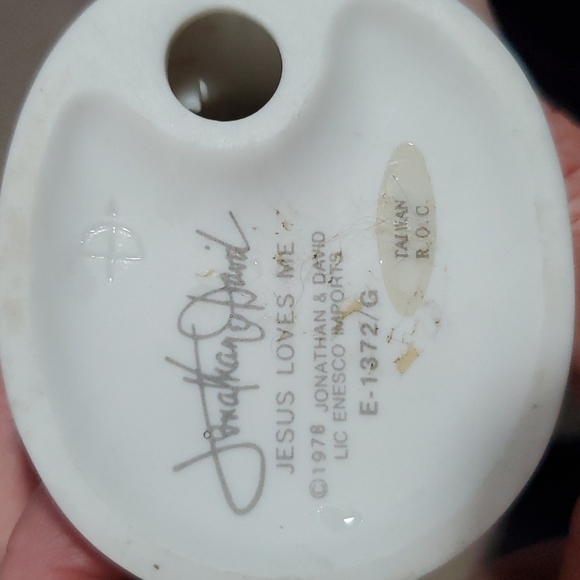 Jonathan & David
JESUS LOVES ME
©1978 JONATHAN & DAVID
LIC ENESCO IMPORTS
E-1372/G
TAIWAN
R.O.C.